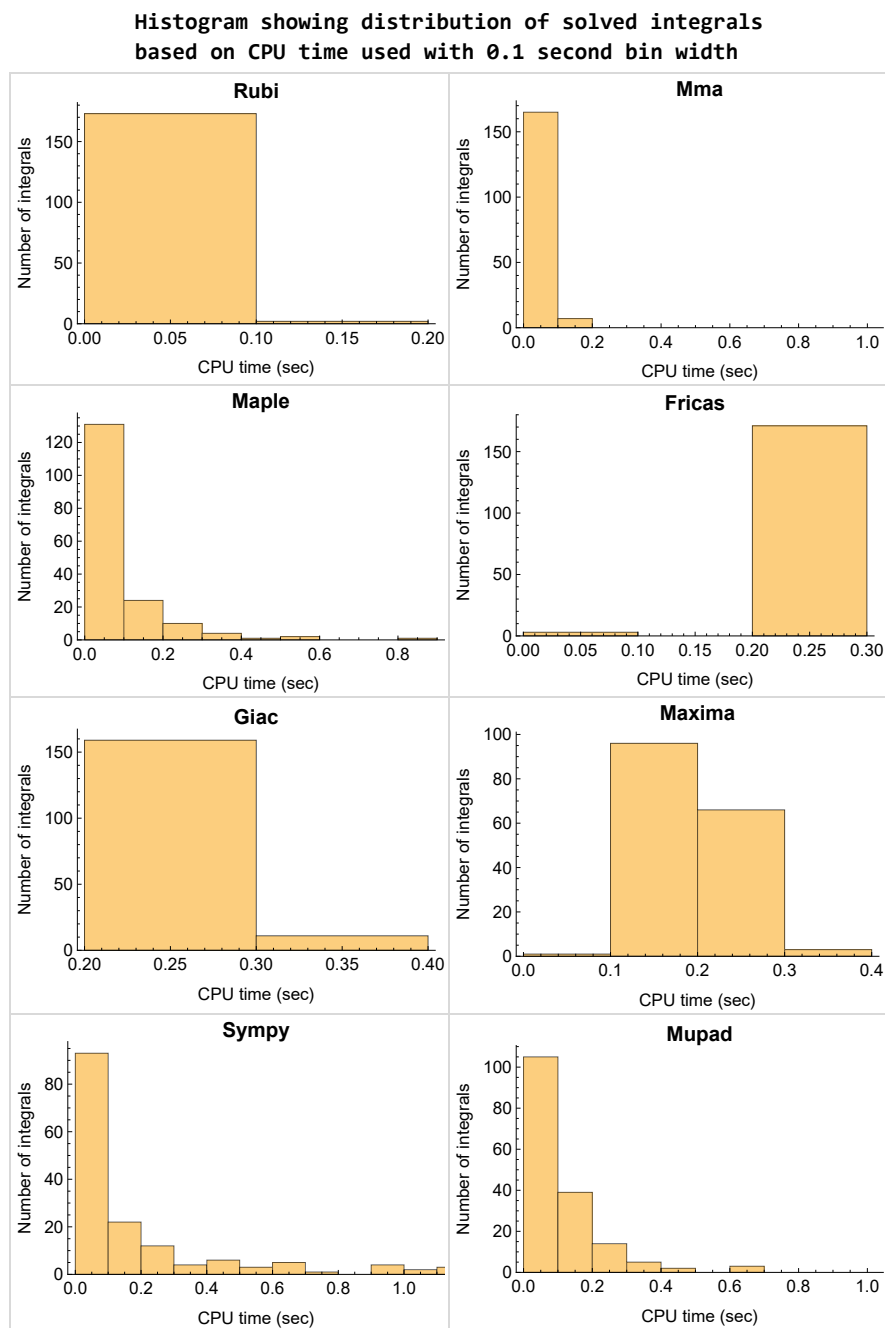 Histogram showing distribution of solved integrals
based on CPU time used with 0.1 second bin width
Rubi
Number of integrals
150
100
50
0
0.00 0.05 0.10 0.15 0.20
CPU time (sec)
Mma
Number of integrals
150
100
50
0
0.0 0.2 0.4 0.6 0.8 1.0
CPU time (sec)
Maple
Number of integrals
120
100
80
60
40
20
0
0.0 0.2 0.4 0.6 0.8
CPU time (sec)
Fricas
Number of integrals
150
100
50
0
0.00 0.05 0.10 0.15 0.20 0.25 0.30
CPU time (sec)
Giac
Number of integrals
150
100
50
0
0.20 0.25 0.30 0.35 0.40
CPU time (sec)
Maxima
Number of integrals
100
80
60
40
20
0
0.0 0.1 0.2 0.3 0.4
CPU time (sec)
Sympy
Number of integrals
80
60
40
20
0
0.0 0.2 0.4 0.6 0.8 1.0
CPU time (sec)
Mupad
Number of integrals
100
80
60
40
20
0
0.0 0.2 0.4 0.6 0.8 1.0
CPU time (sec)